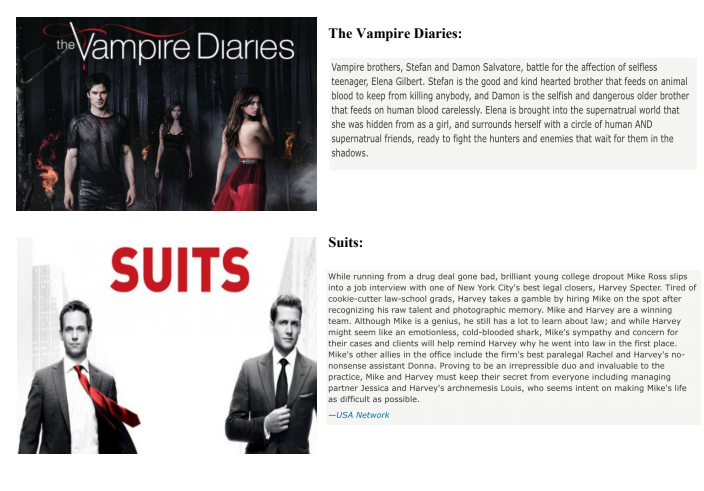 the Vampire Diaries
The Vampire Diaries:
Vampire brothers, Stefan and Damon Salvatore, battle for the affection of selfless
teenager, Elena Gilbert. Stefan is the good and kind hearted brother that feeds on animal
blood to keep from killing anybody, and Damon is the selfish and dangerous older brother
that feeds on human blood carelessly. Elena is brought into the supernatrual world that
she was hidden from as a girl, and surrounds herself with a circle of human AND
supernatrual friends, ready to fight the hunters and enemies that wait for them in the
shadows.
SUITS
Suits:
While running from a drug deal gone bad, brilliant young college dropout Mike Ross slips
into a job interview with one of New York City's best legal closers, Harvey Specter. Tired of
cookie-cutter law-school grads, Harvey takes a gamble by hiring Mike on the spot after
recognizing his raw talent and photographic memory. Mike and Harvey are a winning
team. Although Mike is a genius, he still has a lot to learn about law; and while Harvey
might seem like an emotionless, cold-blooded shark, Mike's sympathy and concern for
their cases and clients will help remind Harvey why he went into law in the first place.
Mike's other allies in the office include the firm's best paralegal Rachel and Harvey's no-
nonsense assistant Donna. Proving to be an irrepressible duo and invaluable to the
practice, Mike and Harvey must keep their secret from everyone including managing
partner Jessica and Harvey's archnemesis Louis, who seems intent on making Mike's life
as difficult as possible.
—USA Network